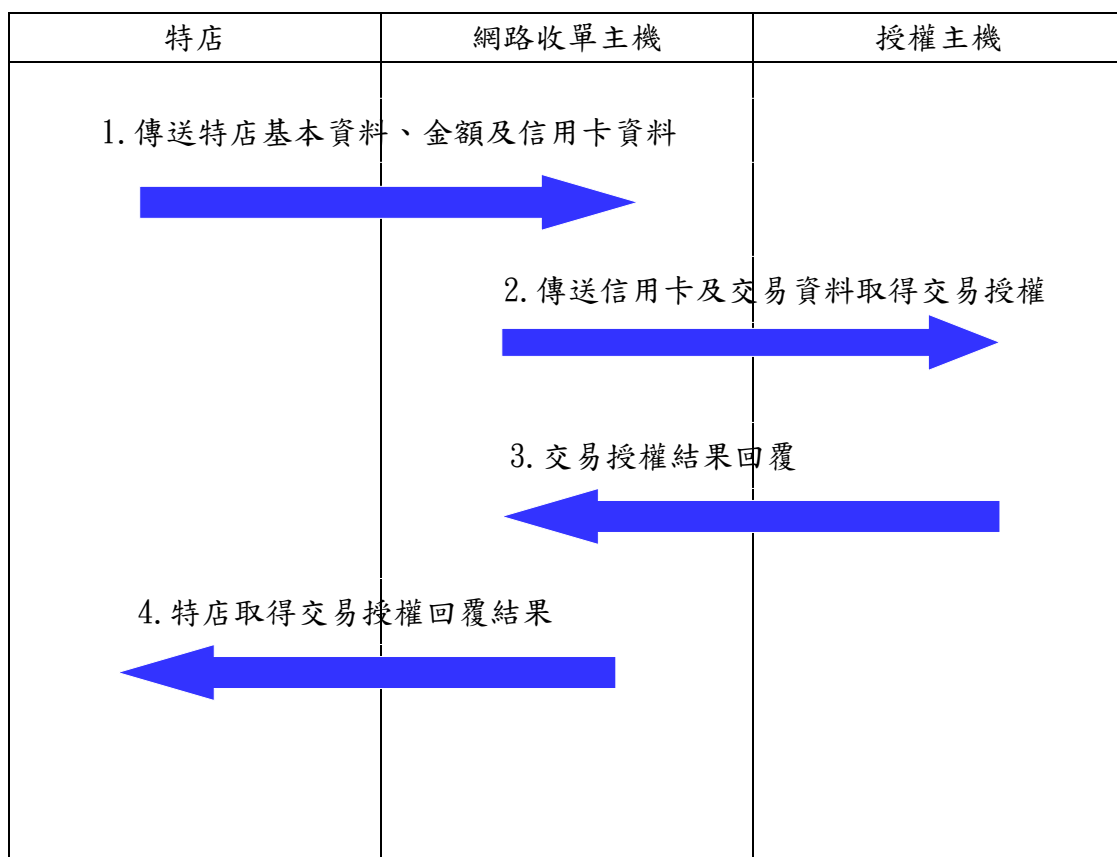 特店
網路收單主機
授權主機
1.傳送特店基本資料、金額及信用卡資料
2.傳送信用卡及交易資料取得交易授權
3.交易授權結果回覆
4.特店取得交易授權回覆結果